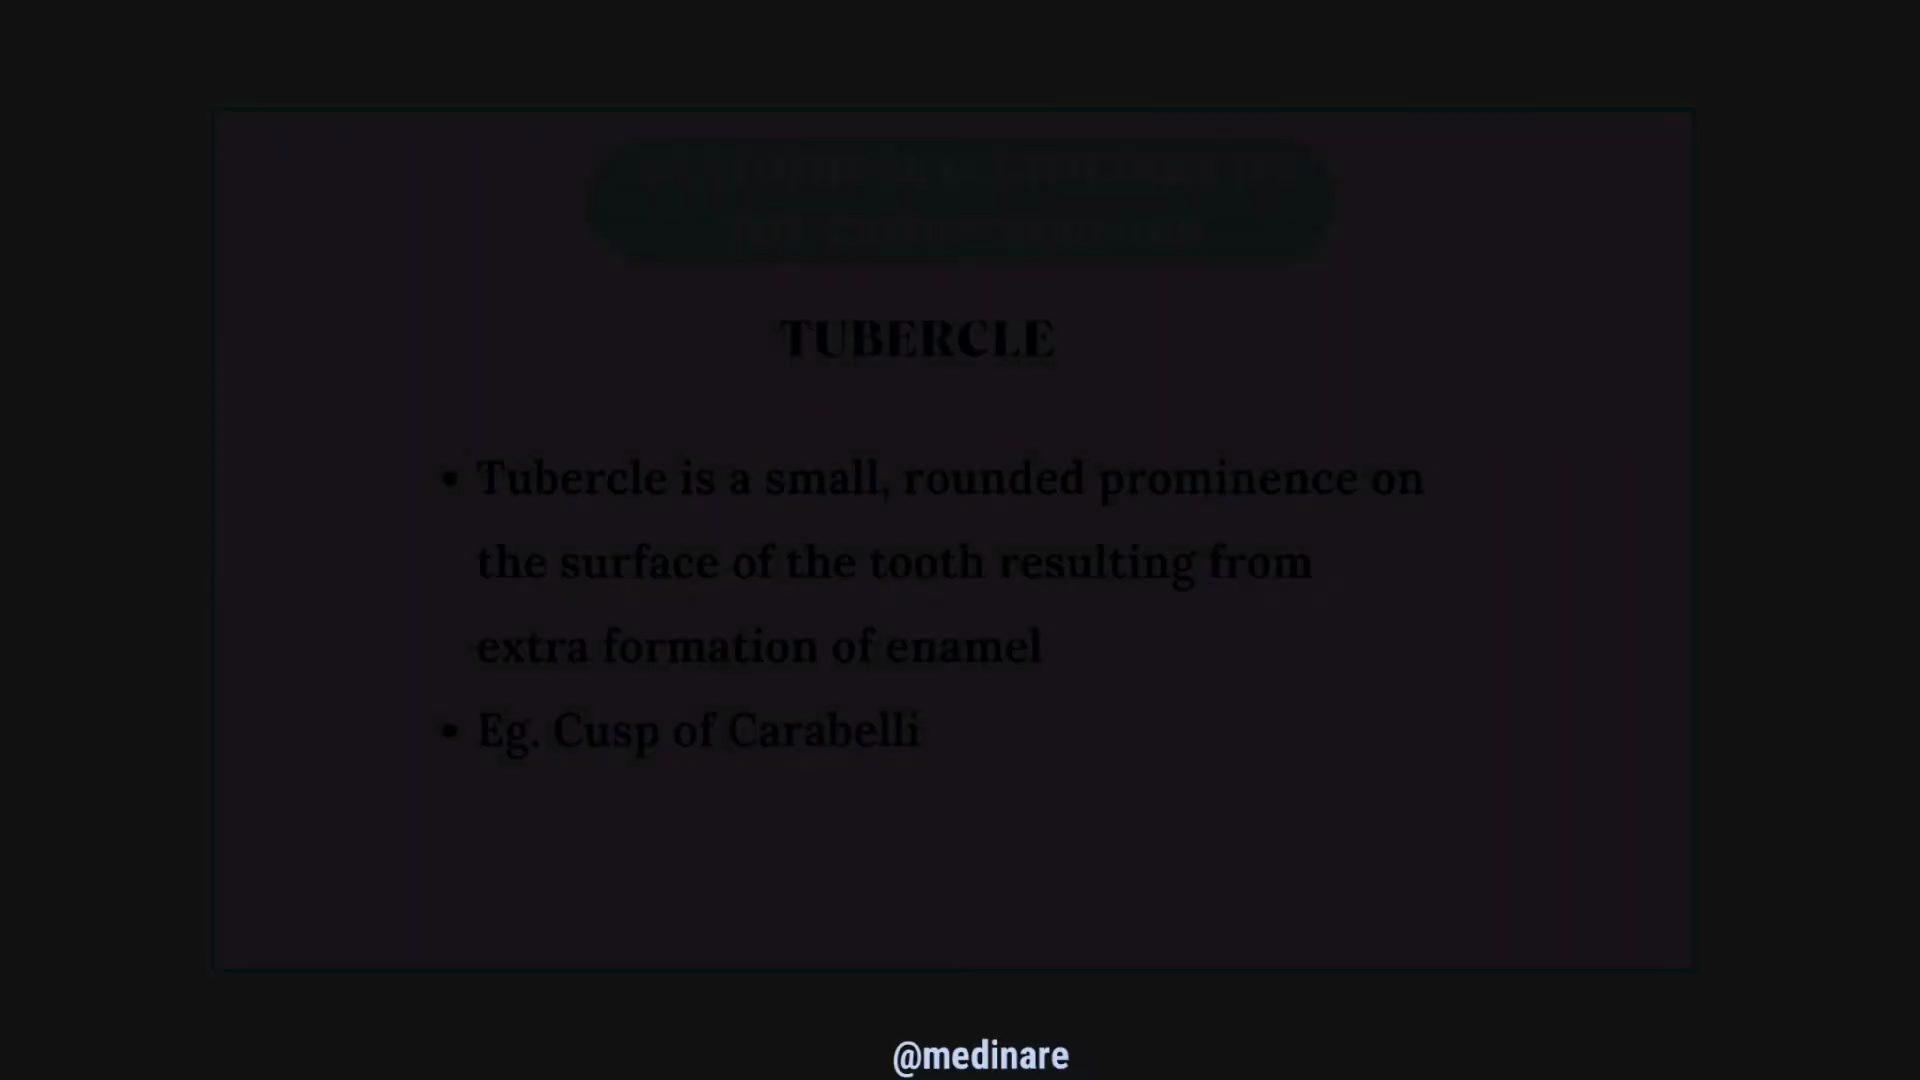 TUBERCLE
• Tubercle is a small, rounded prominence on
the surface of the tooth resulting from
extra formation of enamel
• Eg. Cusp of Carabelli
@medinare